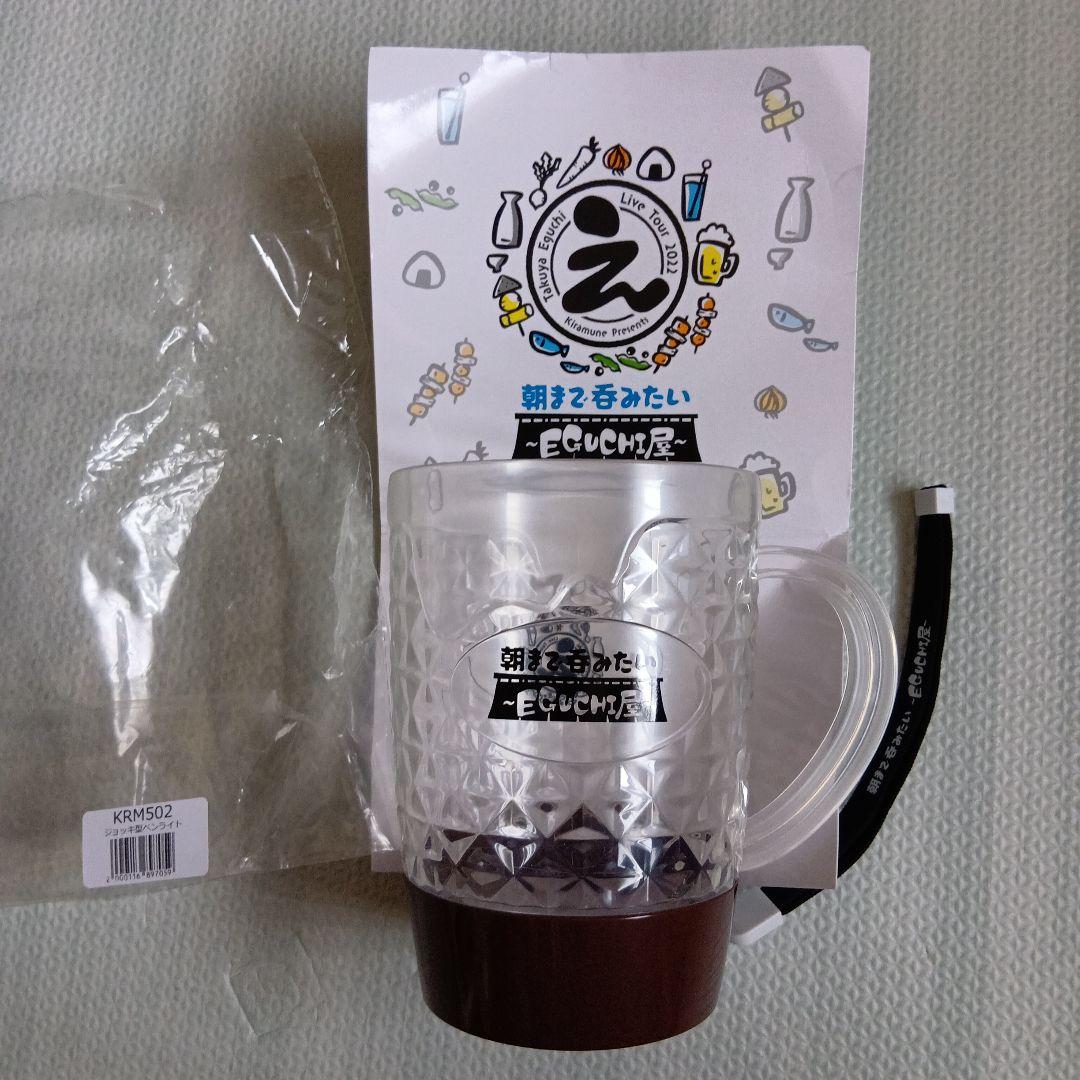 Takuya Eguchi
Live Tour 2022
え
Kiramune Presents
朝まで呑みたい
~EGUCHI屋~
朝まで呑みたい
~EGUCHI屋~
朝まで呑みたい ~EGUCHI屋~
KRM502
ジョッキ型ペンライト
2 000116 897059